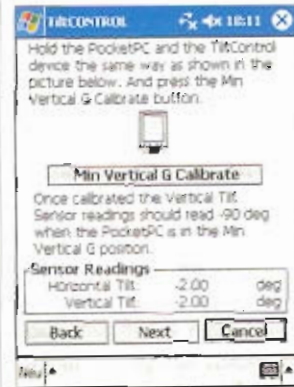 TILTCONTROL 18:11
Hold the PocketPC and the TiltControl
device the same way as shown in the
picture below. And press the Min
Vertical G Calibrate button.
Min Vertical G Calibrate
Once calibrated the Vertical Tilt
Sensor readings should read -90 deg
when the PocketPC is in the Min
Vertical G position.
Sensor Readings
Horizontal Tilt: -2.00 deg
Vertical Tilt: -2.00 deg
Back Next Cancel
New